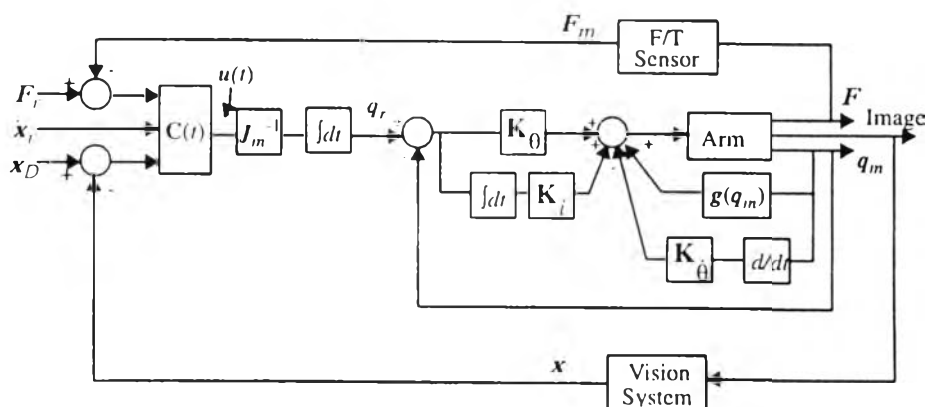 F_m
F/T
Sensor
u(t)
F_r
C(t)
J_m^{-1}
∫dt
q_r
K_θ
Arm
F
Image
q_m
x_r
x_D
∫dt
K_i
g(q_m)
K_θ̇
d/dt
x
Vision
System